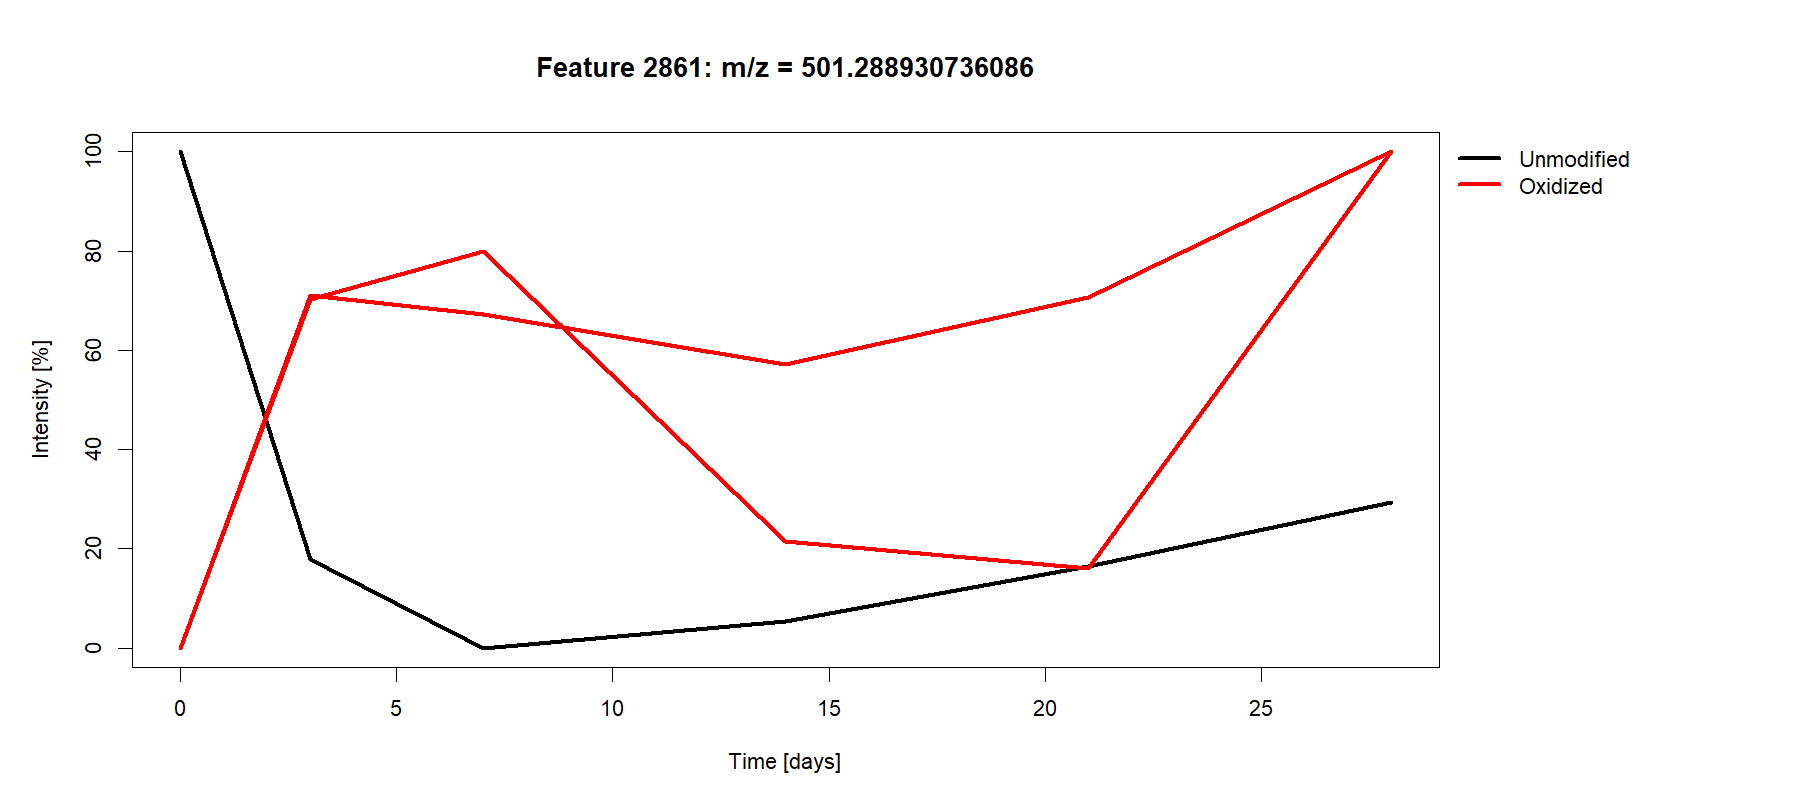 Feature 2861: m/z = 501.288930736086
Unmodified
Oxidized
Intensity [%]
100
80
60
40
20
0
0 5 10 15 20 25
Time [days]